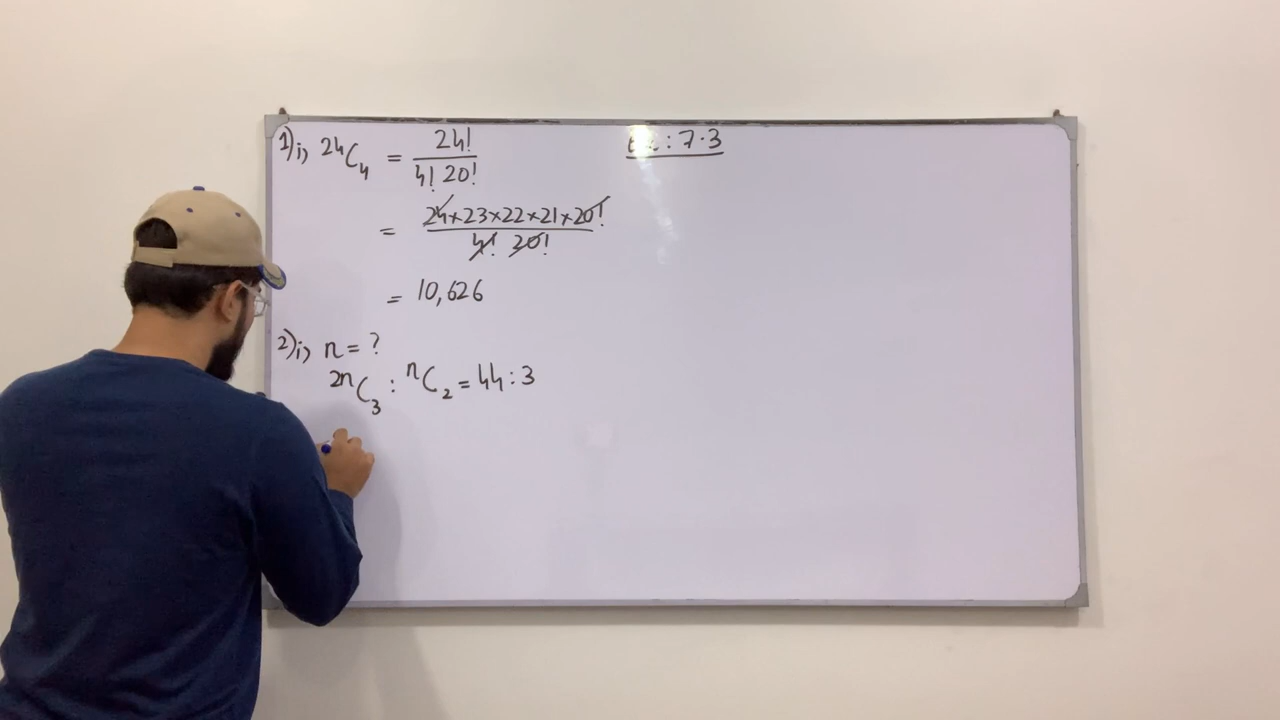 1) i) ²⁴C₄ = 24! / 4! 20!
: 7.3
= 24×23×22×21×20! / 4! 20!
= 10,626
2) i) n = ?
²ⁿC₃ : ⁿC₂ = 44 : 3